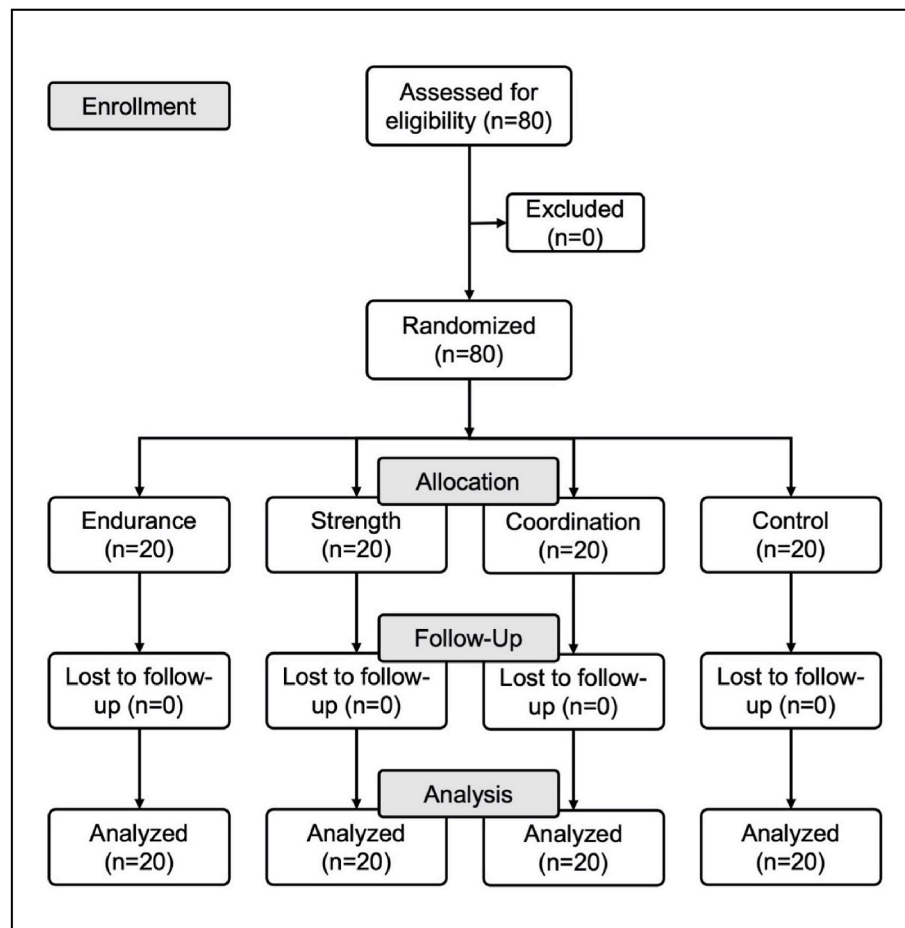 Enrollment
Assessed for
eligibility (n=80)
Excluded
(n=0)
Randomized
(n=80)
Allocation
Endurance
(n=20)
Strength
(n=20)
Coordination
(n=20)
Control
(n=20)
Follow-Up
Lost to follow-
up (n=0)
Lost to follow-
up (n=0)
Lost to follow-
up (n=0)
Lost to follow-
up (n=0)
Analysis
Analyzed
(n=20)
Analyzed
(n=20)
Analyzed
(n=20)
Analyzed
(n=20)